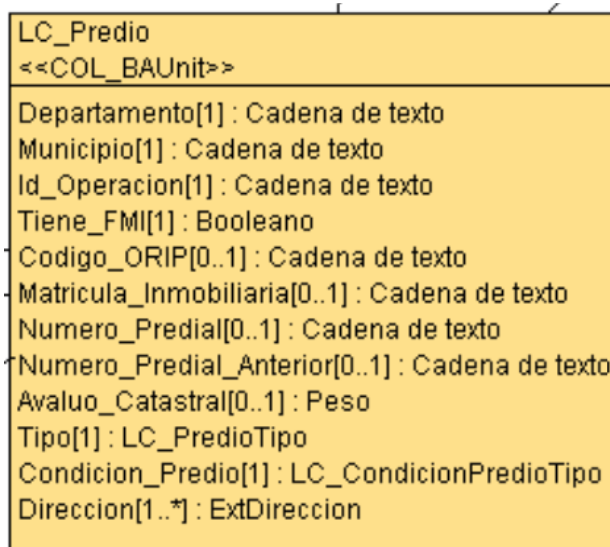 LC_Predio
<<COL_BAUnit>>
Departamento[1] : Cadena de texto
Municipio[1] : Cadena de texto
Id_Operacion[1] : Cadena de texto
Tiene_FMI[1] : Booleano
Codigo_ORIP[0..1] : Cadena de texto
Matricula_Inmobiliaria[0..1] : Cadena de texto
Numero_Predial[0..1] : Cadena de texto
Numero_Predial_Anterior[0..1] : Cadena de texto
Avaluo_Catastral[0..1] : Peso
Tipo[1] : LC_PredioTipo
Condicion_Predio[1] : LC_CondicionPredioTipo
Direccion[1..*] : ExtDireccion